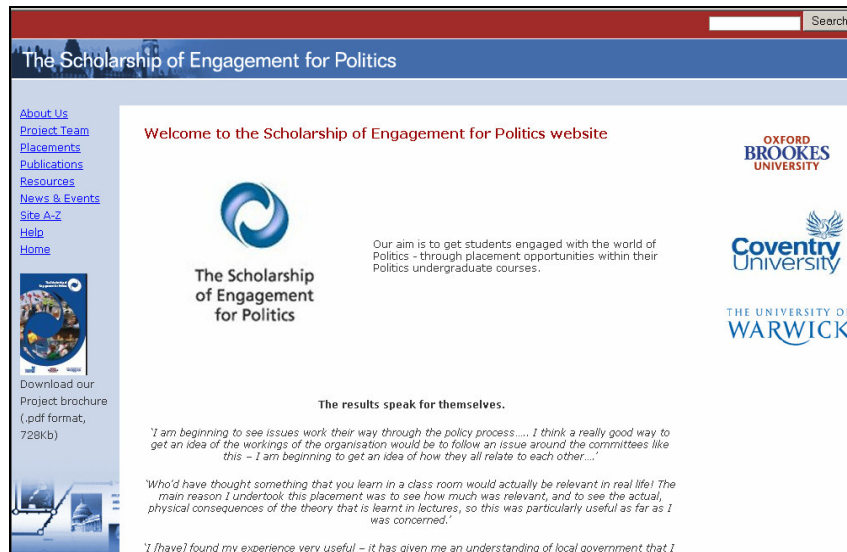 Search
The Scholarship of Engagement for Politics
About Us
Project Team
Placements
Publications
Resources
News & Events
Site A-Z
Help
Home
Download our
Project brochure
(.pdf format,
728Kb)
Welcome to the Scholarship of Engagement for Politics website
The Scholarship
of Engagement
for Politics
Our aim is to get students engaged with the world of
Politics - through placement opportunities within their
Politics undergraduate courses.
The results speak for themselves.
'I am beginning to see issues work their way through the policy process..... I think a really good way to
get an idea of the workings of the organisation would be to follow an issue around the committees like
this – I am beginning to get an idea of how they all relate to each other....'
'Who'd have thought something that you learn in a class room would actually be relevant in real life! The
main reason I undertook this placement was to see how much was relevant, and to see the actual,
physical consequences of the theory that is learnt in lectures, so this was particularly useful as far as I
was concerned.'
'I [have] found my experience very useful – it has given me an understanding of local government that I
OXFORD
BROOKES
UNIVERSITY
Coventry
University
THE UNIVERSITY OF
WARWICK